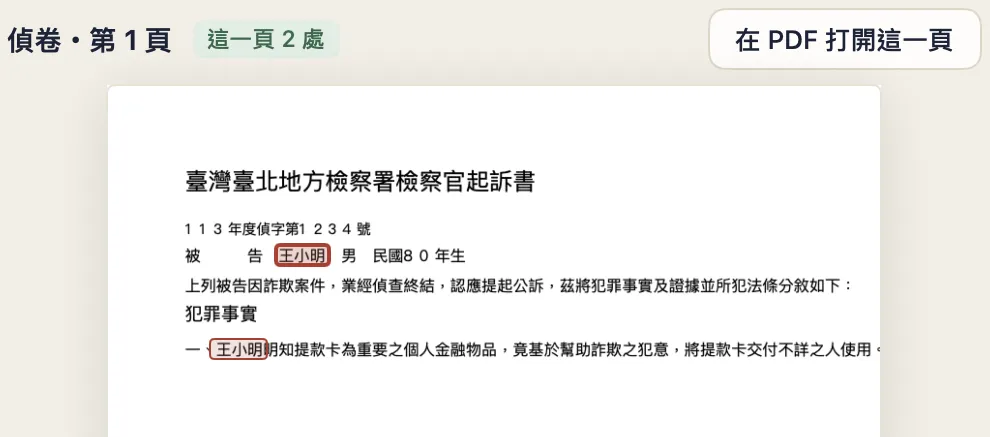 偵卷・第 1 頁
這一頁 2 處
在 PDF 打開這一頁
臺灣臺北地方檢察署檢察官起訴書
１１３ 年度偵字第1 ２３４ 號
被　　　告　王小明　男　民國8 ０ 年生
上列被告因詐欺案件，業經偵查終結，認應提起公訴，茲將犯罪事實及證據並所犯法條分敘如下：
犯罪事實
一、王小明明知提款卡為重要之個人金融物品，竟基於幫助詐欺之犯意，將提款卡交付不詳之人使用。